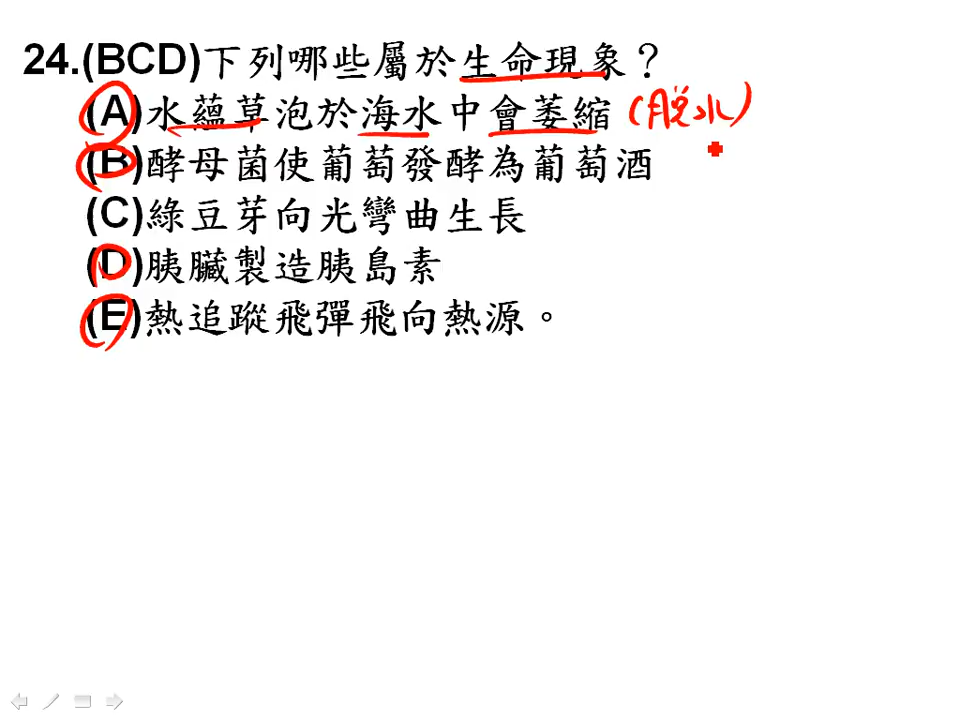 24.(BCD)下列哪些屬於生命現象？
(A)水蘊草泡於海水中會萎縮 (脫水)
(B)酵母菌使葡萄發酵為葡萄酒
(C)綠豆芽向光彎曲生長
(D)胰臟製造胰島素
(E)熱追蹤飛彈飛向熱源。